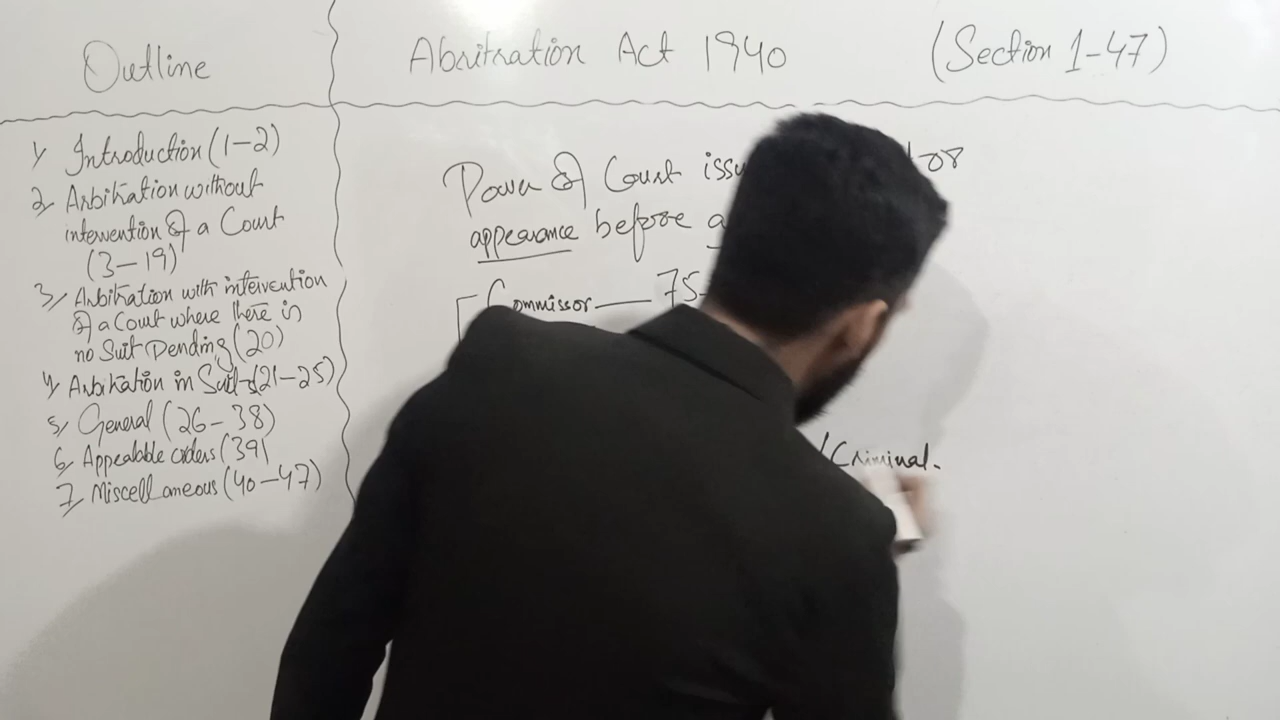 Outline
Abritration Act 1940
(Section 1-47)
1) Introduction (1-2)
2) Arbitration without
intervention of a Court
(3-19)
3) Arbitration with intervention
of a Court where there is
no Suit Pending (20)
4) Arbitration in Suits (21-25)
5) General (26-38)
6) Appealable orders (39)
7) Miscellaneous (40-47)
Power of Court or
appearance before
Commissor — 75
/Criminal.